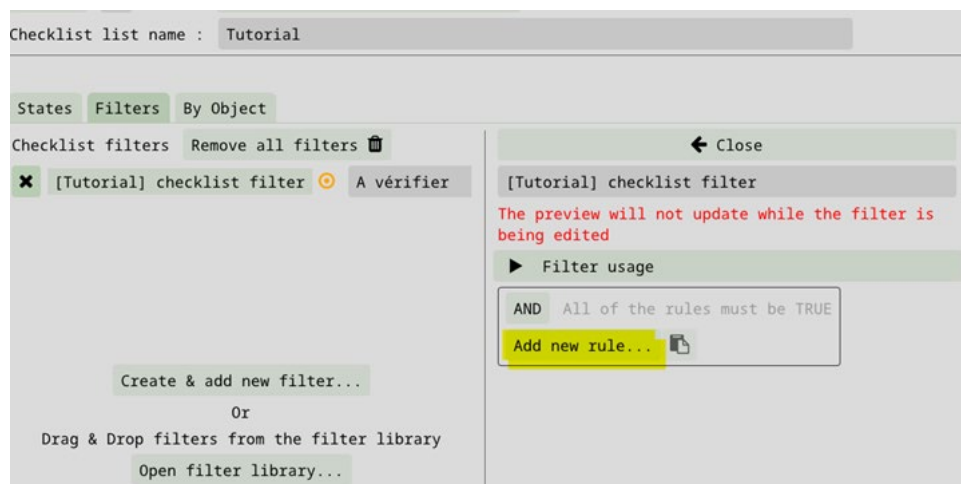 Checklist list name : Tutorial
States Filters By Object
Checklist filters Remove all filters
[Tutorial] checklist filter A vérifier
Create & add new filter...
Or
Drag & Drop filters from the filter library
Open filter library...
Close
[Tutorial] checklist filter
The preview will not update while the filter is
being edited
Filter usage
AND All of the rules must be TRUE
Add new rule...